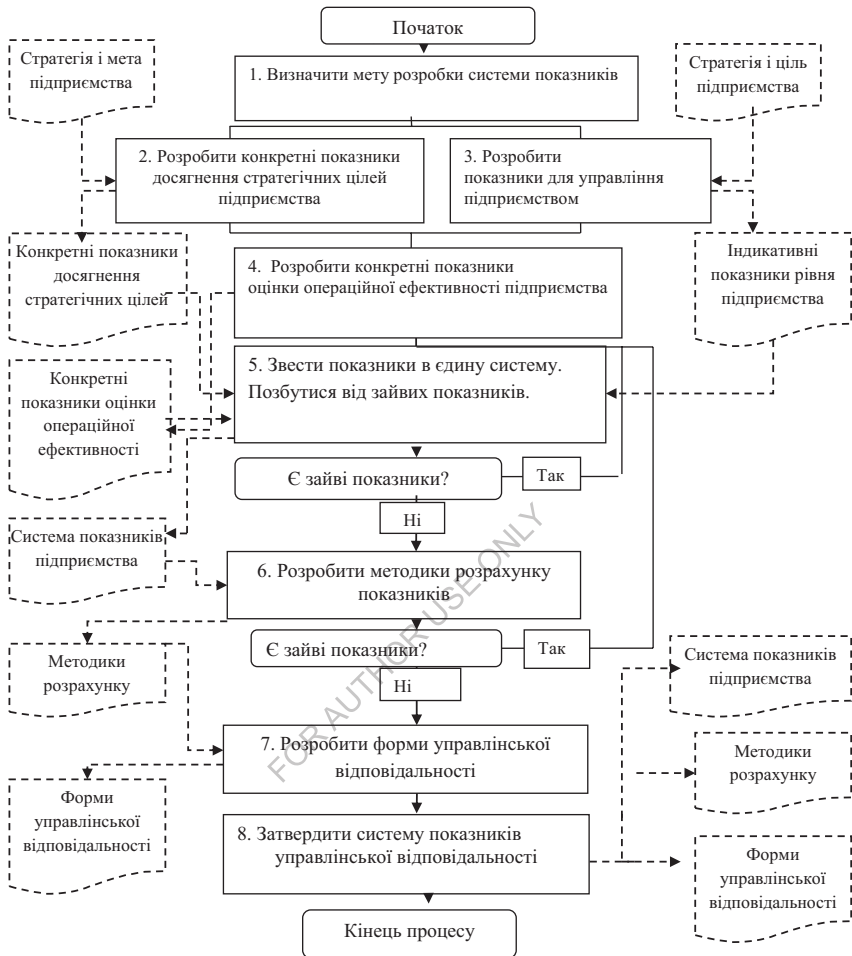 Початок
Стратегія і мета
підприємства
1. Визначити мету розробки системи показників
Стратегія і ціль
підприємства
2. Розробити конкретні показники
досягнення стратегічних цілей
підприємства
3. Розробити
показники для управління
підприємством
Конкретні показники
досягнення
стратегічних цілей
4. Розробити конкретні показники
оцінки операційної ефективності підприємства
Індикативні
показники рівня
підприємства
5. Звести показники в єдину систему.
Позбутися від зайвих показників.
Конкретні
показники оцінки
операційної
ефективності
Є зайві показники?
Так
Ні
Система показників
підприємства
6. Розробити методики розрахунку
показників
Є зайві показники?
Так
Ні
Методики
розрахунку
Система показників
підприємства
7. Розробити форми управлінської
відповідальності
Методики
розрахунку
Форми
управлінської
відповідальності
8. Затвердити систему показників
управлінської відповідальності
Форми
управлінської
відповідальності
Кінець процесу
FOR AUTHOR USE ONLY